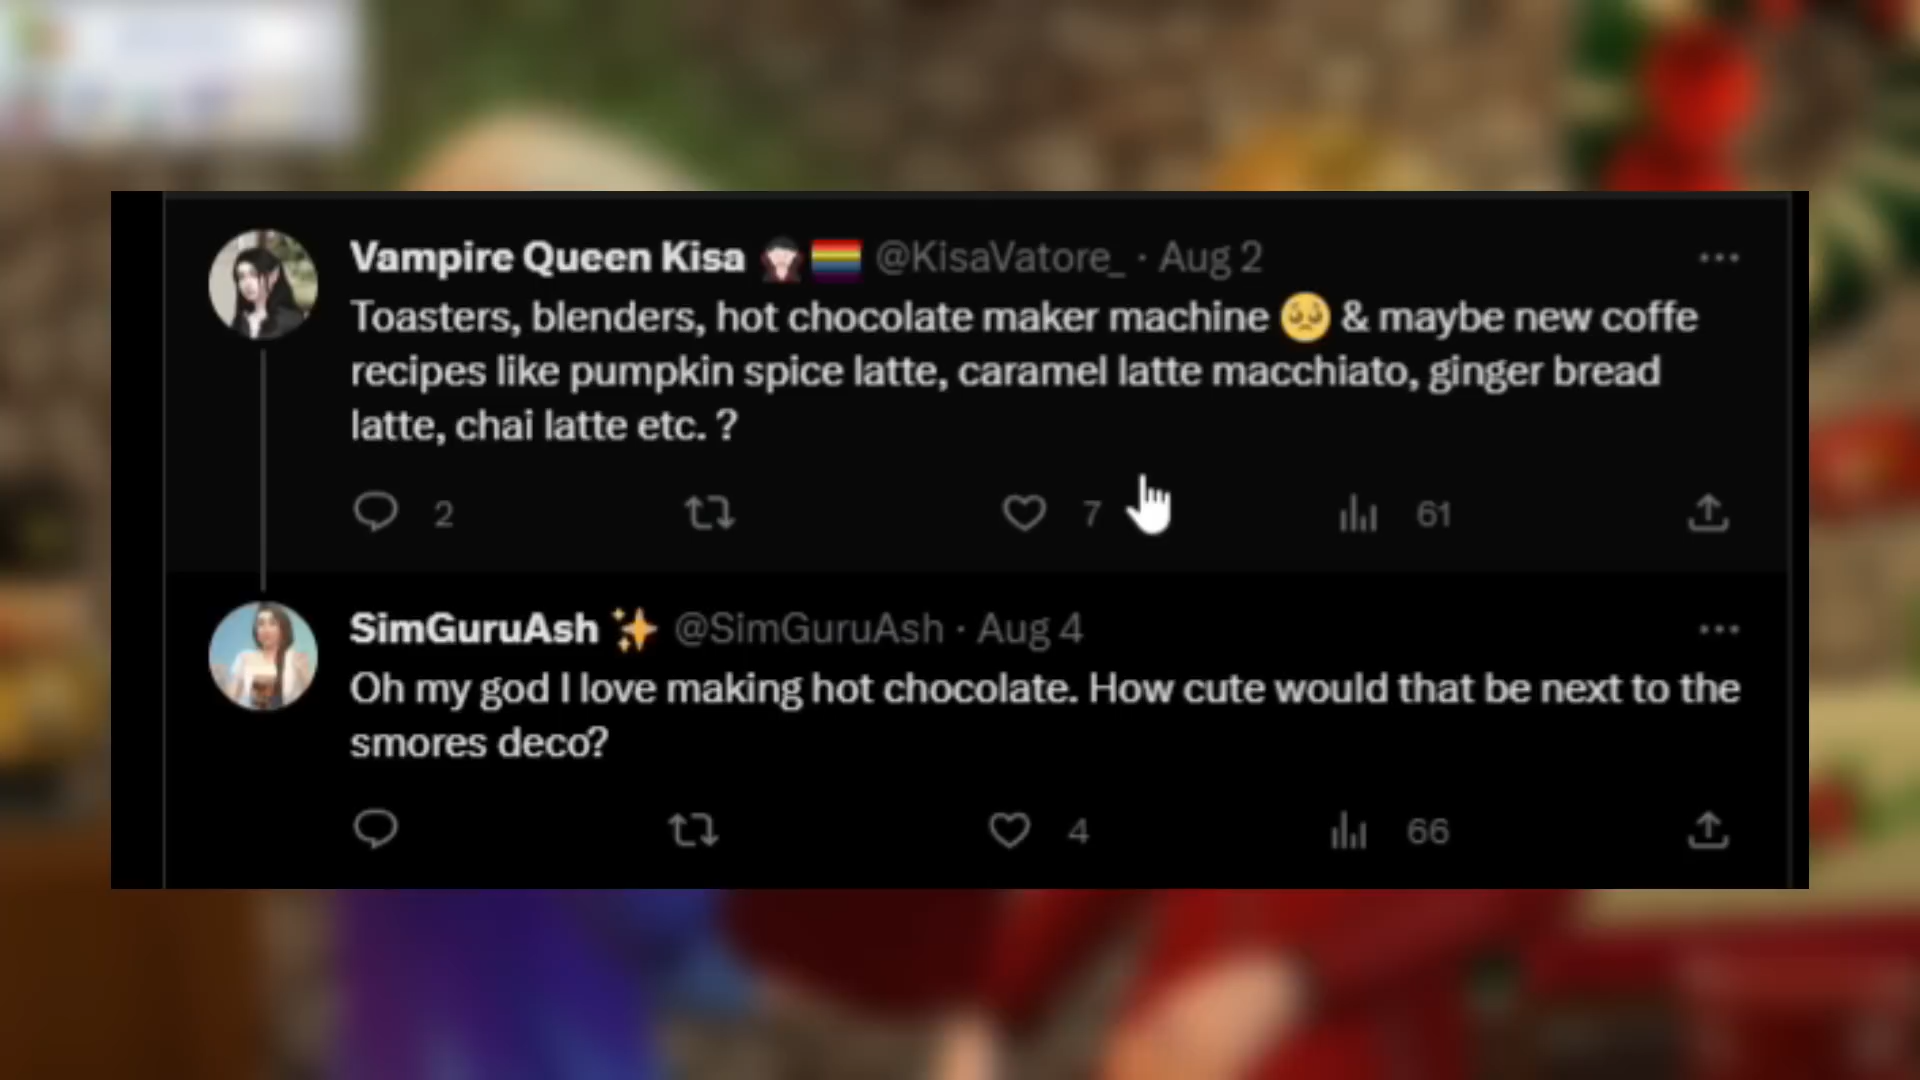 Vampire Queen Kisa 🧛🏻‍♀️🏳️‍🌈 @KisaVatore_ · Aug 2
Toasters, blenders, hot chocolate maker machine 🥺 & maybe new coffe
recipes like pumpkin spice latte, caramel latte macchiato, ginger bread
latte, chai latte etc. ?
2 7 61
SimGuruAsh ✨ @SimGuruAsh · Aug 4
Oh my god I love making hot chocolate. How cute would that be next to the
smores deco?
4 66